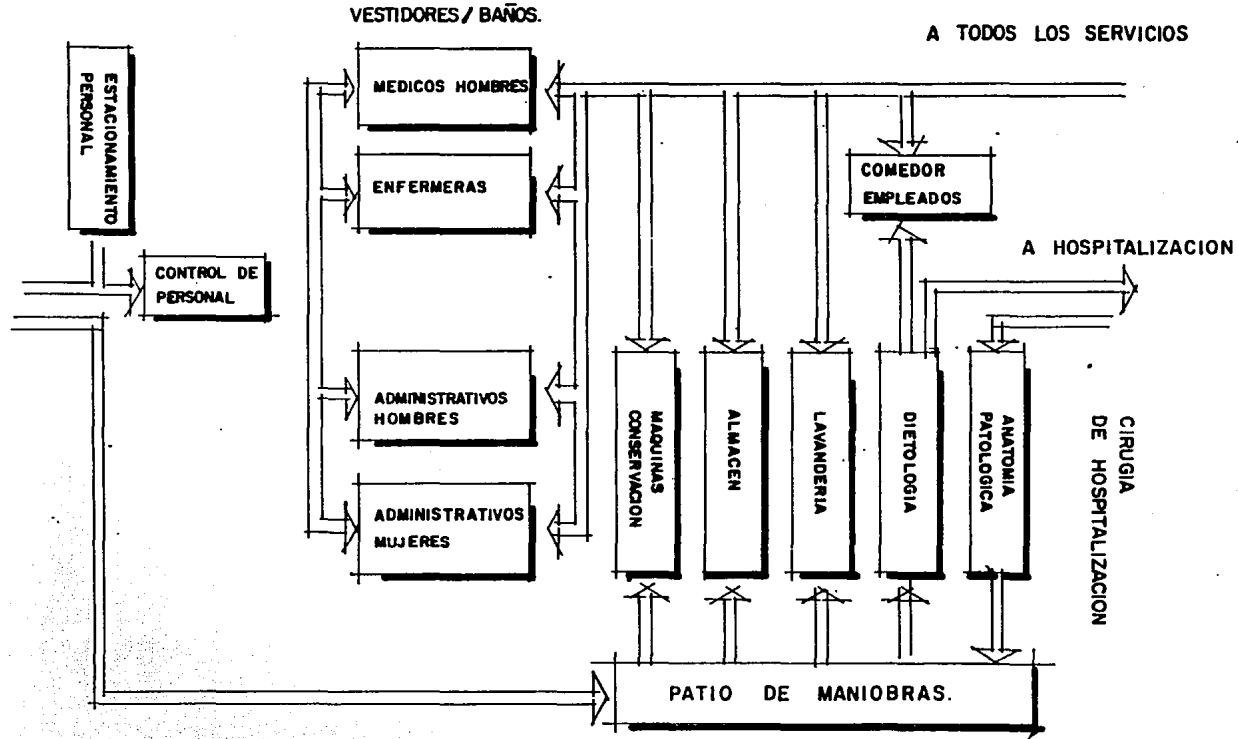 VESTIDORES/BAÑOS.
A TODOS LOS SERVICIOS
ESTACIONAMIENTO
PERSONAL
MEDICOS HOMBRES
ENFERMERAS
COMEDOR
EMPLEADOS
A HOSPITALIZACION
CONTROL DE
PERSONAL
ADMINISTRATIVOS
HOMBRES
ADMINISTRATIVOS
MUJERES
MAQUINAS
CONSERVACION
ALMACEN
LAVANDERIA
DIETOLOGIA
ANATOMIA
PATOLOGICA
CIRUGIA
DE HOSPITALIZACION
PATIO DE MANIOBRAS.